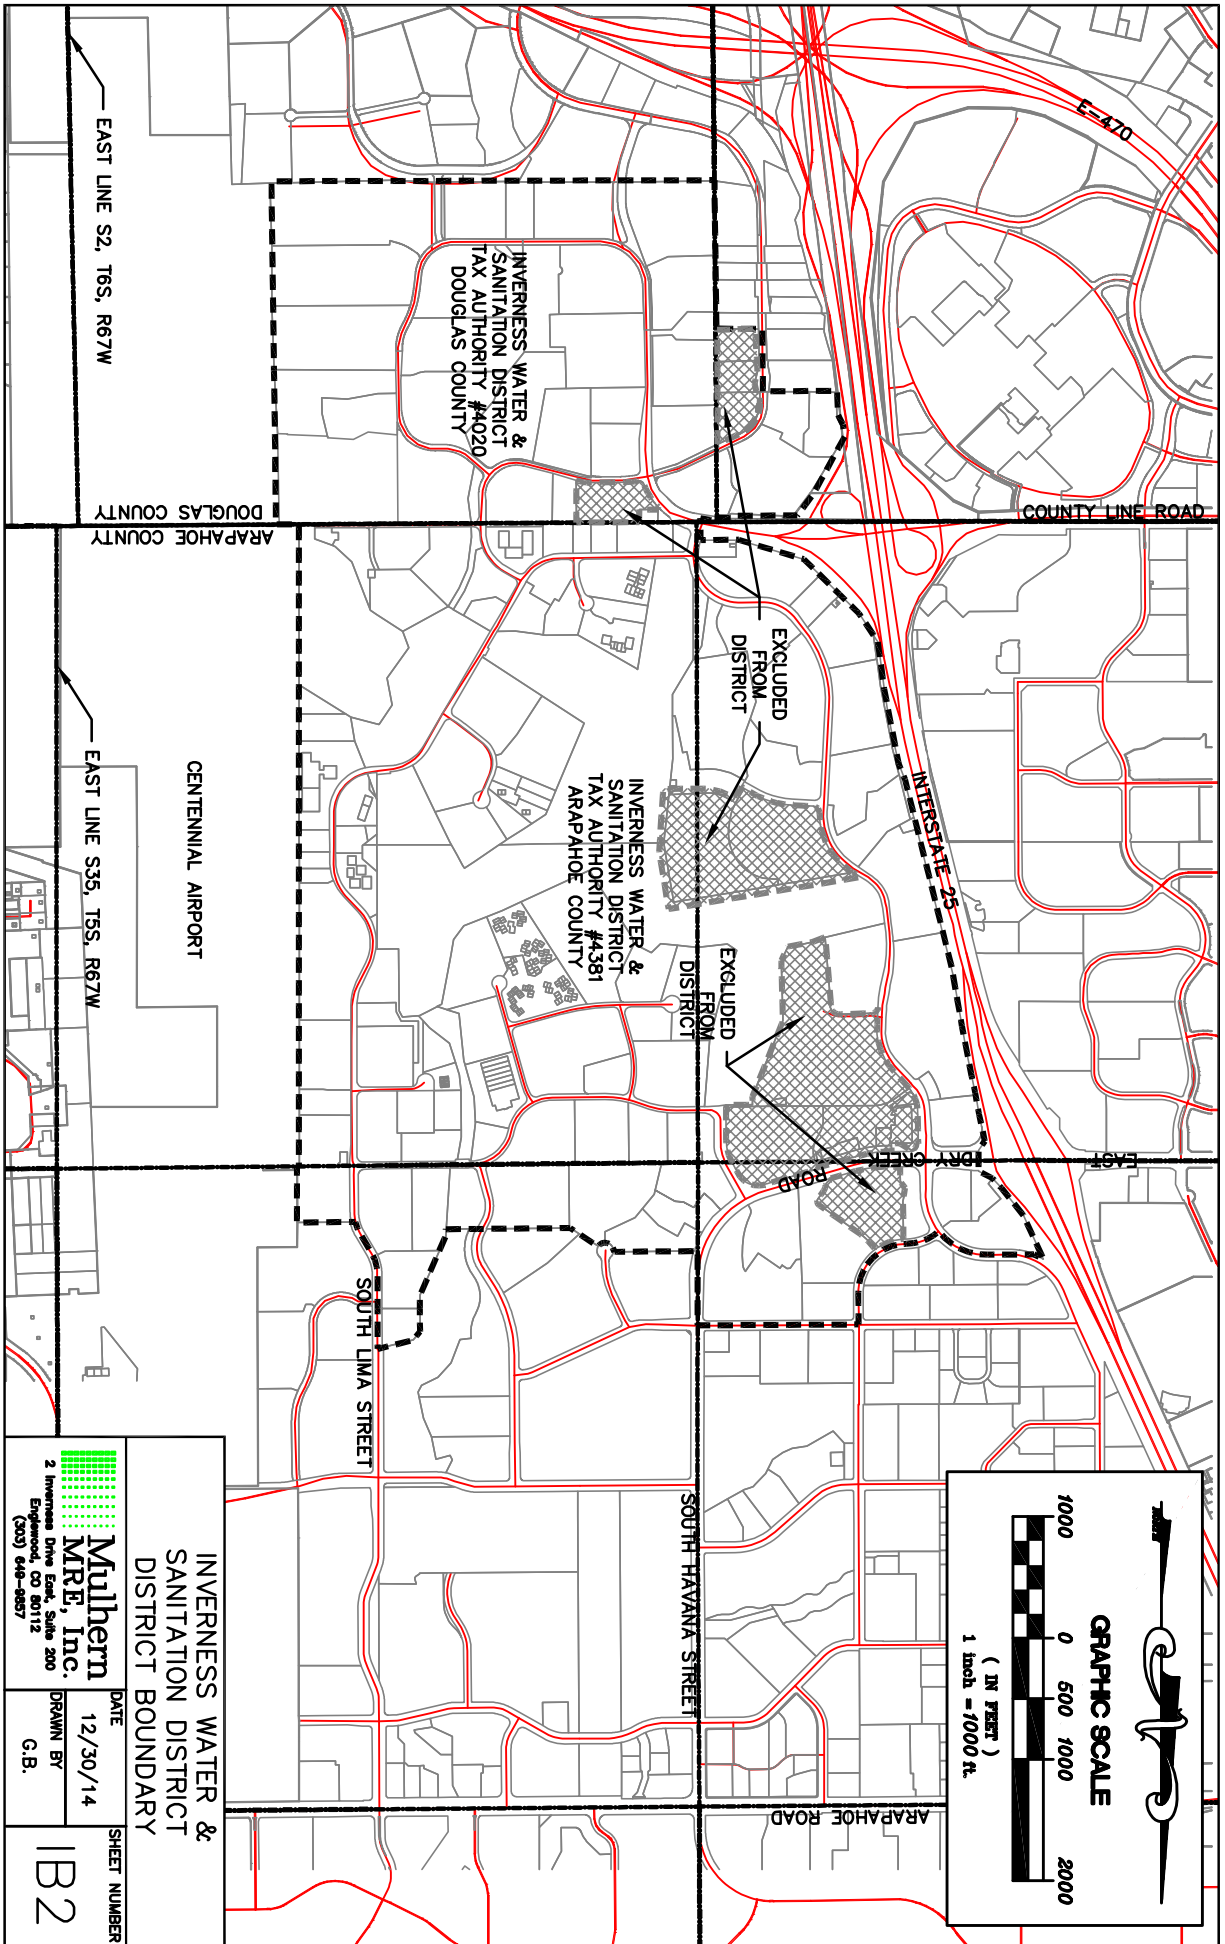 E-470
EAST LINE S2, T6S, R67W
INVERNESS WATER &
SANITATION DISTRICT
TAX AUTHORITY #4020
DOUGLAS COUNTY
DOUGLAS COUNTY
ARAPAHOE COUNTY
COUNTY LINE ROAD
EXCLUDED
FROM
DISTRICT
INTERSTATE 25
INVERNESS WATER &
SANITATION DISTRICT
TAX AUTHORITY #4381
ARAPAHOE COUNTY
CENTENNIAL AIRPORT
EAST LINE S35, T5S, R67W
EXCLUDED
FROM
DISTRICT
EAST
DRY CREEK
ROAD
SOUTH LIMA STREET
SOUTH HAVANA STREET
ARAPAHOE ROAD
NORTH
GRAPHIC SCALE
1000
0
500
1000
2000
( IN FEET )
1 inch = 1000 ft.
INVERNESS WATER &
SANITATION DISTRICT
DISTRICT BOUNDARY
Mulhern
MRE, Inc.
2 Inverness Drive East, Suite 200
Englewood, CO 80112
(303) 649-9857
DATE
12/30/14
DRAWN BY
G.B.
SHEET NUMBER
1B2